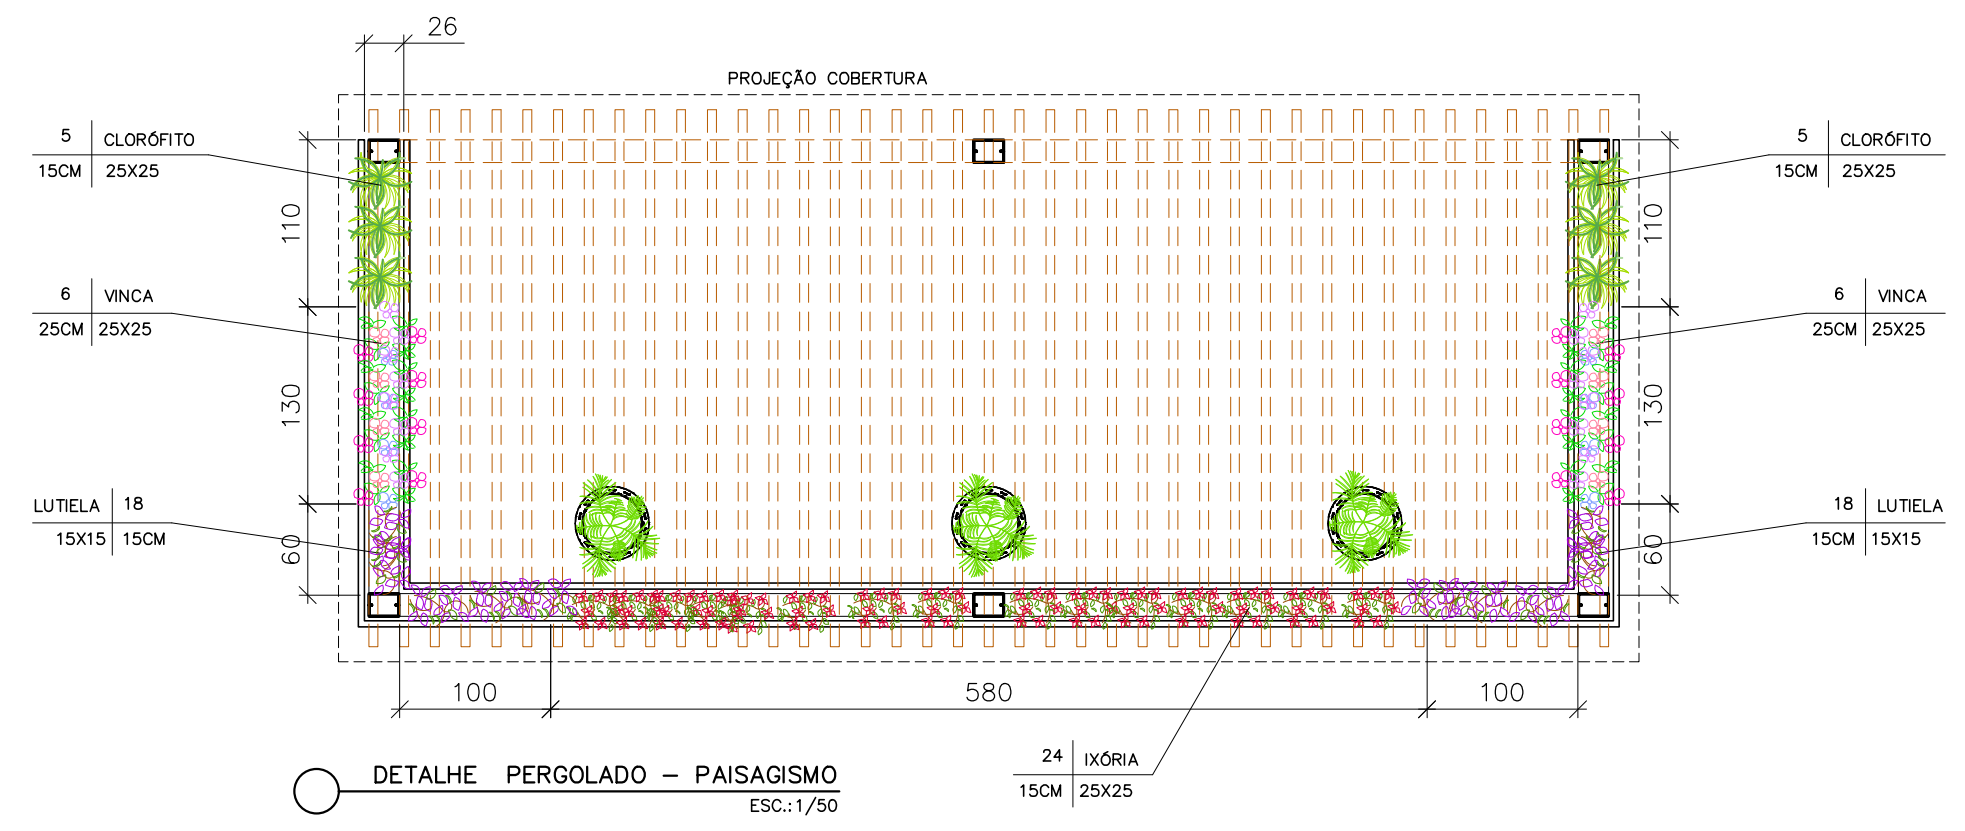 26
PROJEÇÃO COBERTURA
5 CLORÓFITO
15CM 25X25
5 CLORÓFITO
15CM 25X25
110
110
6 VINCA
25CM 25X25
6 VINCA
25CM 25X25
130
130
LUTIELA 18
15X15 15CM
18 LUTIELA
15CM 15X15
60
60
100
580
100
24 IXÓRIA
15CM 25X25
DETALHE PERGOLADO – PAISAGISMO
ESC.:1/50